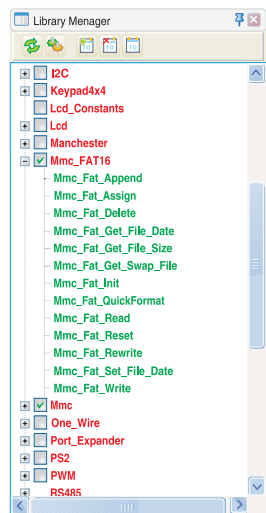 Library Menager
I2C
Keypad4x4
Lcd_Constants
Lcd
Manchester
Mmc_FAT16
Mmc_Fat_Append
Mmc_Fat_Assign
Mmc_Fat_Delete
Mmc_Fat_Get_File_Date
Mmc_Fat_Get_File_Size
Mmc_Fat_Get_Swap_File
Mmc_Fat_Init
Mmc_Fat_QuickFormat
Mmc_Fat_Read
Mmc_Fat_Reset
Mmc_Fat_Rewrite
Mmc_Fat_Set_File_Date
Mmc_Fat_Write
Mmc
One_Wire
Port_Expander
PS2
PWM
RS485